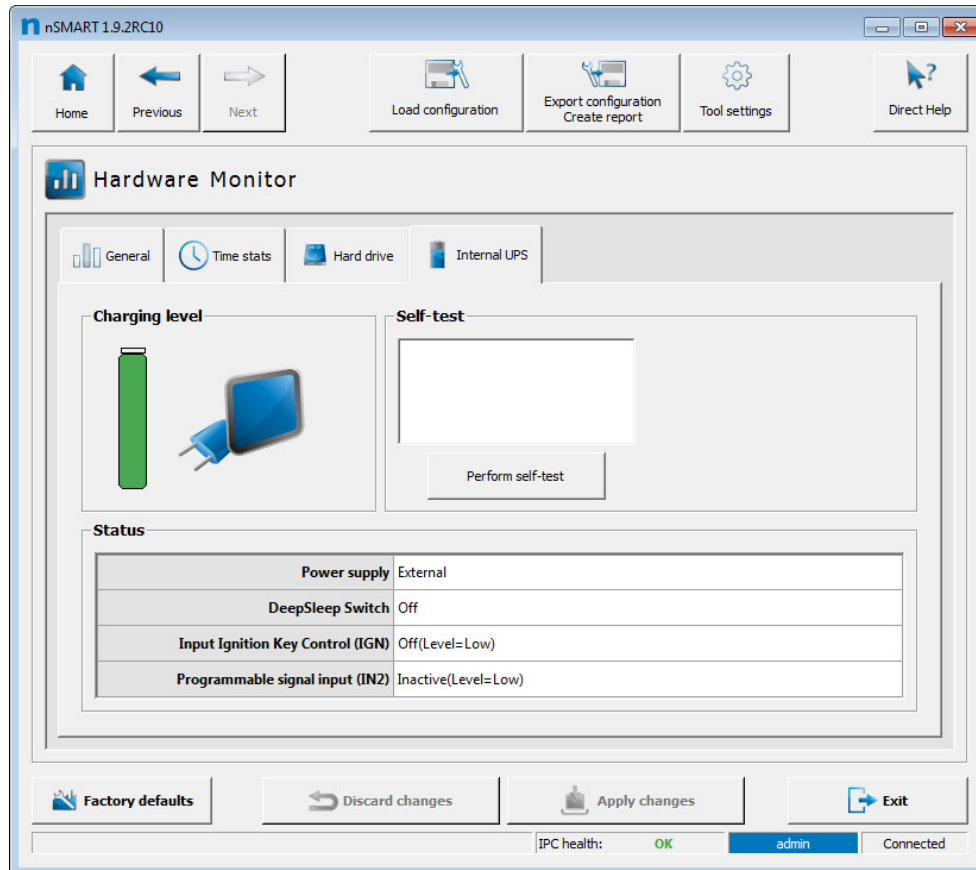 nSMART 1.9.2RC10
Home
Previous
Next
Load configuration
Export configuration
Create report
Tool settings
?
Direct Help
Hardware Monitor
General
Time stats
Hard drive
Internal UPS
Charging level
Self-test
Perform self-test
Status
Power supply External
DeepSleep Switch Off
Input Ignition Key Control (IGN) Off(Level=Low)
Programmable signal input (IN2) Inactive(Level=Low)
Factory defaults
Discard changes
Apply changes
Exit
IPC health: OK
admin
Connected